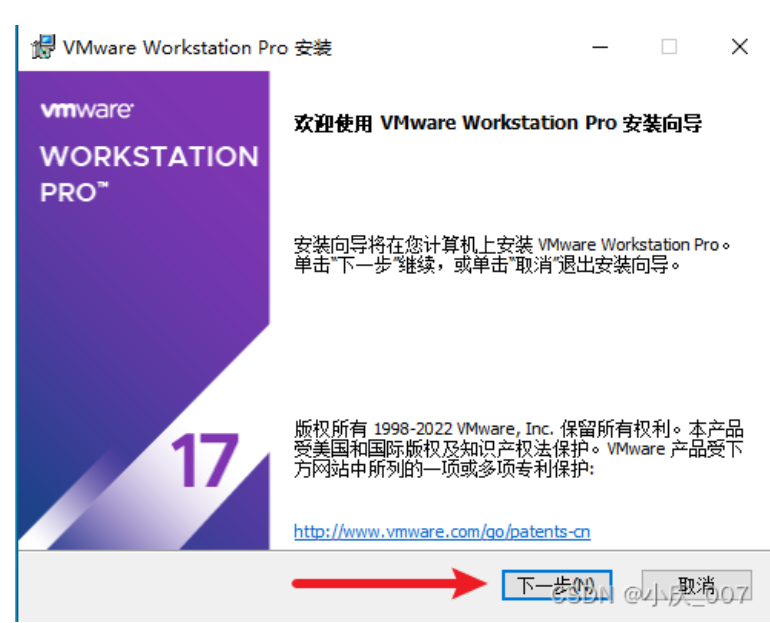 VMware Workstation Pro 安装
vmware
WORKSTATION
PRO™
17
欢迎使用 VMware Workstation Pro 安装向导
安装向导将在您计算机上安装 VMware Workstation Pro。
单击"下一步"继续，或单击"取消"退出安装向导。
版权所有 1998-2022 VMware, Inc. 保留所有权利。本产品
受美国和国际版权及知识产权法保护。VMware 产品受下
方网站中所列的一项或多项专利保护:
http://www.vmware.com/go/patents-cn
下一步(N)
取消
CSDN @小庆_007